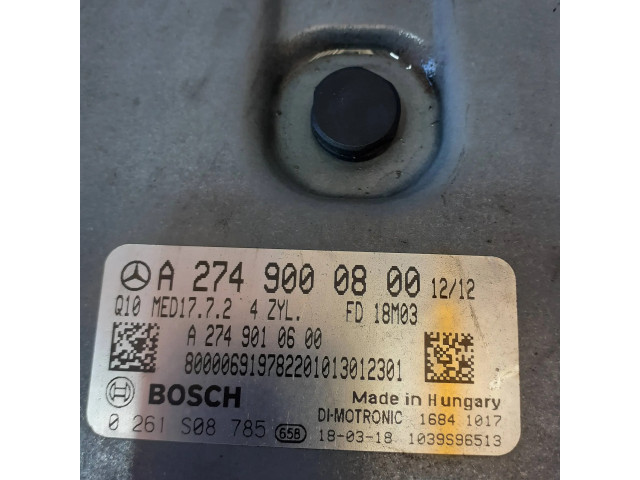 A 274 900 08 00 12/12
Q10 MED17.7.2 4 ZYL. FD 18M03
A 274 901 06 00
800006919782201013012301
BOSCH Made in Hungary
DI-MOTRONIC 1684 1017
0 261 S08 785 658 18-03-18 1039S96513